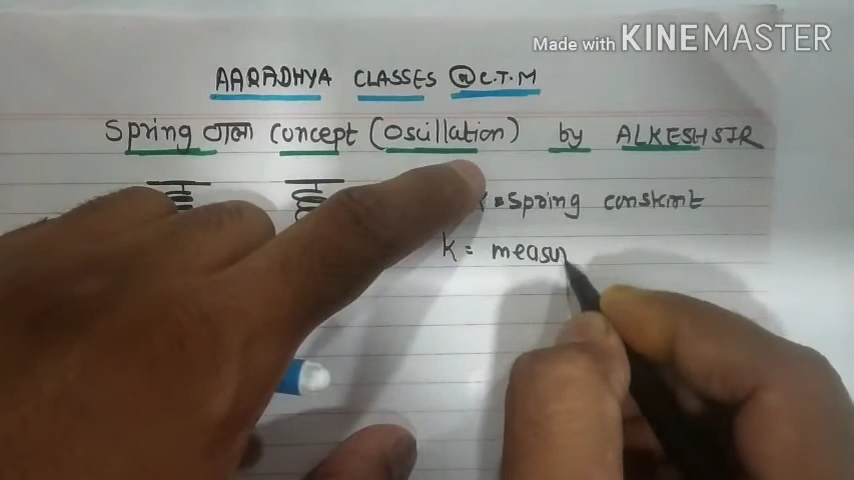 Made with KINEMASTER
AARADHYA CLASSES @ C.T.M
Spring वाला Concept (Oscillation) by ALKESH SIR
= Spring constant
k = measu